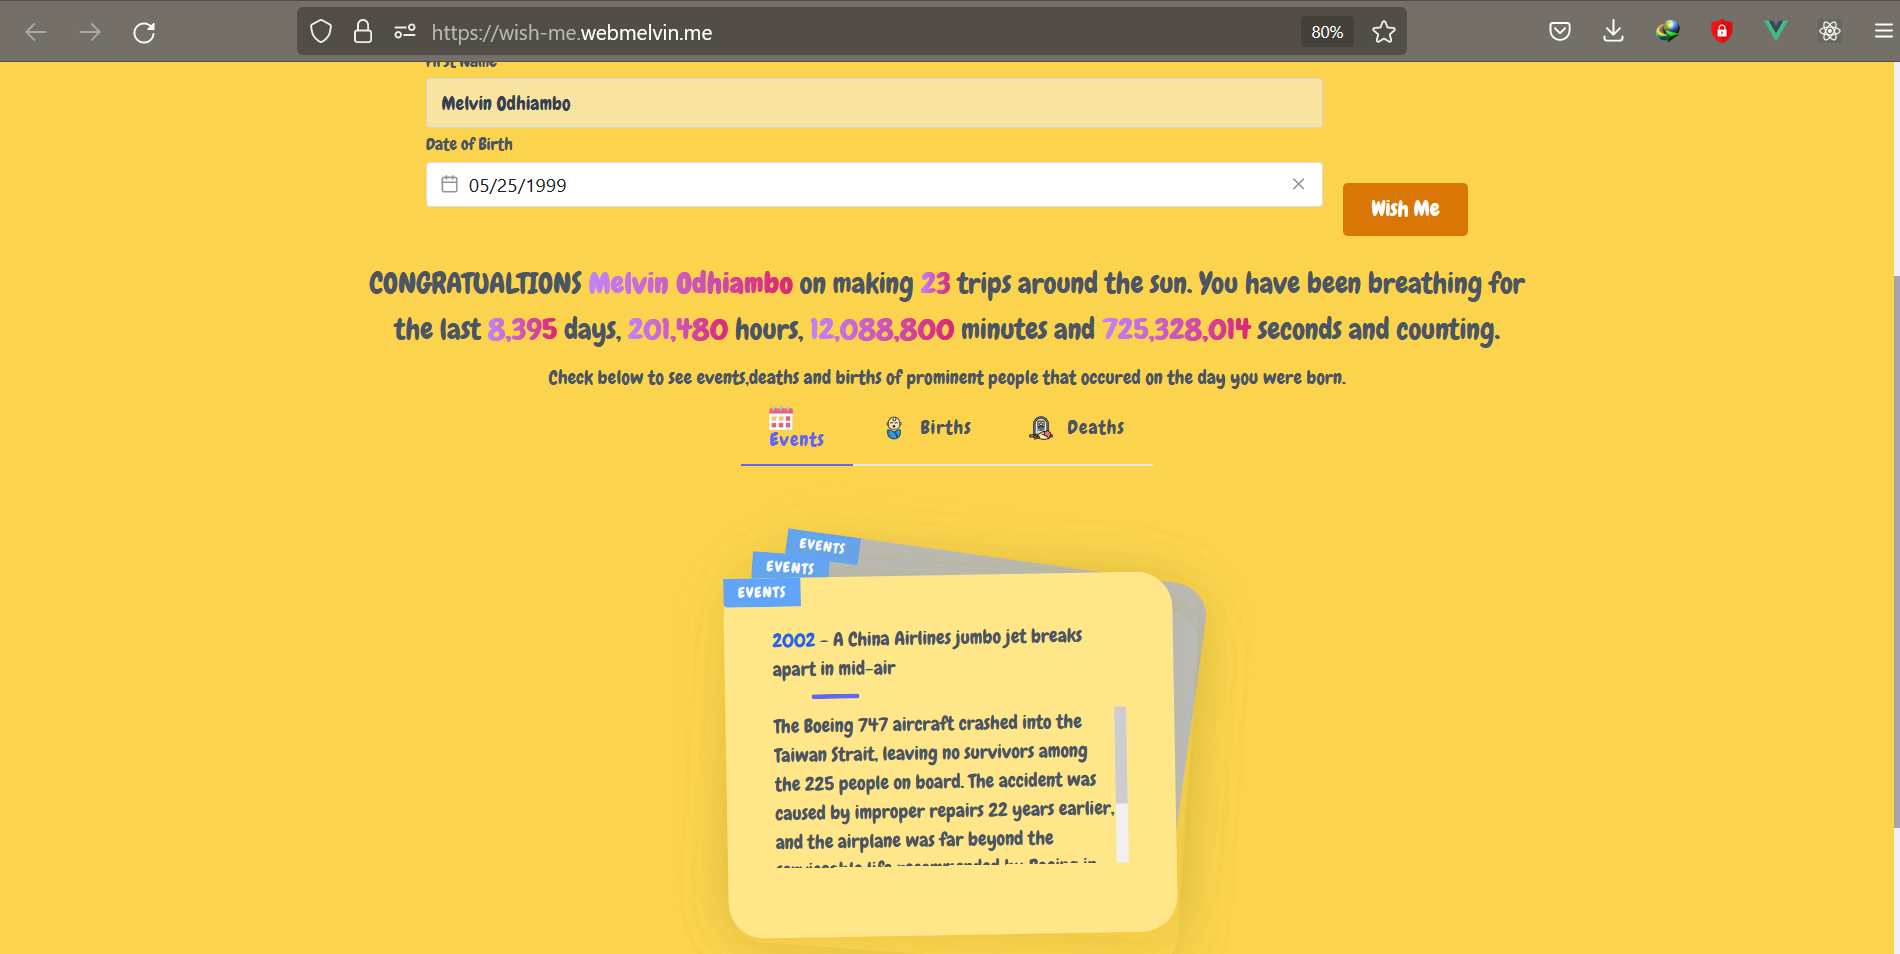 https://wish-me.webmelvin.me
80%
First Name
Melvin Odhiambo
Date of Birth
05/25/1999
Wish Me
CONGRATUALTIONS Melvin Odhiambo on making 23 trips around the sun. You have been breathing for
the last 8,395 days, 201,480 hours, 12,088,800 minutes and 725,328,014 seconds and counting.
Check below to see events,deaths and births of prominent people that occured on the day you were born.
Events
Births
Deaths
EVENTS
EVENTS
EVENTS
2002 - A China Airlines jumbo jet breaks
apart in mid-air
The Boeing 747 aircraft crashed into the
Taiwan Strait, leaving no survivors among
the 225 people on board. The accident was
caused by improper repairs 22 years earlier,
and the airplane was far beyond the
serviceable life recommended by Boeing in